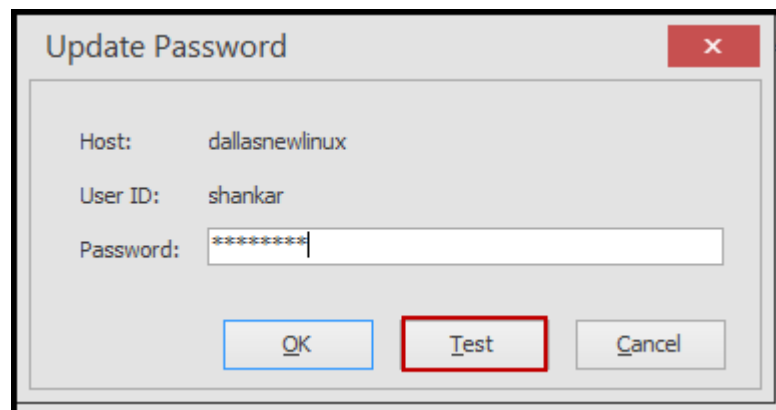 Update Password
×
Host: dallasnewlinux
User ID: shankar
Password: ********
OK Test Cancel